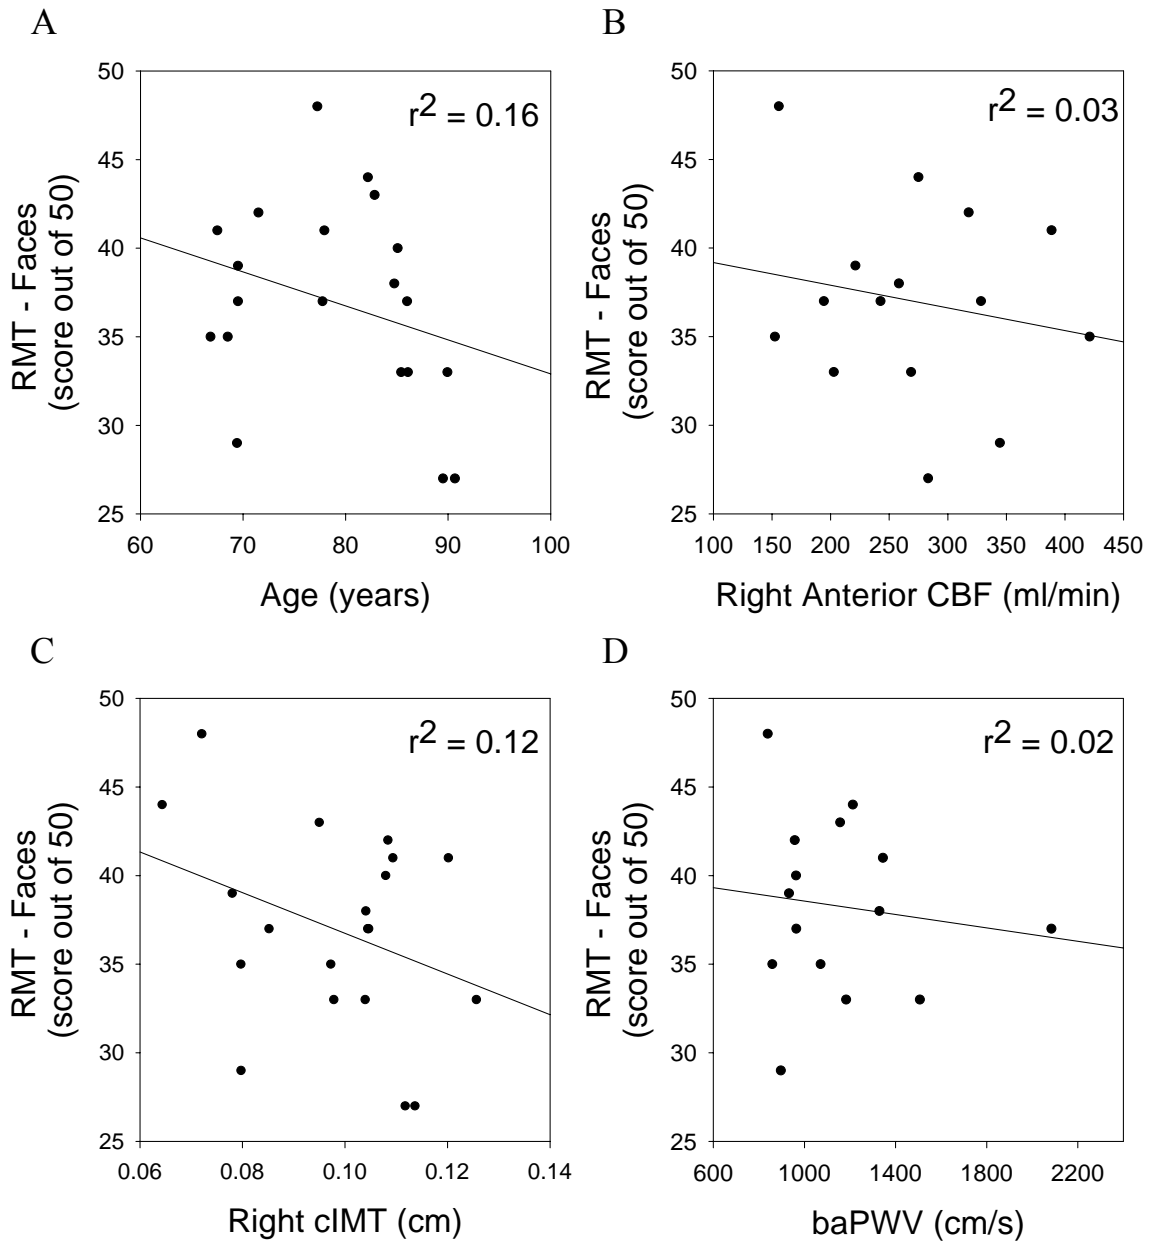 A
50
45
40
35
30
25
RMT - Faces
(score out of 50)
r2 = 0.16
60 70 80 90 100
Age (years)
B
50
45
40
35
30
25
RMT - Faces
(score out of 50)
r2 = 0.03
100 150 200 250 300 350 400 450
Right Anterior CBF (ml/min)
C
50
45
40
35
30
25
RMT - Faces
(score out of 50)
r2 = 0.12
0.06 0.08 0.10 0.12 0.14
Right cIMT (cm)
D
50
45
40
35
30
25
RMT - Faces
(score out of 50)
r2 = 0.02
600 1000 1400 1800 2200
baPWV (cm/s)